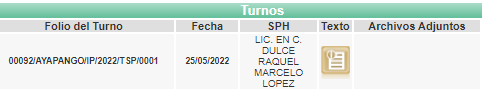 Turnos
Folio del Turno Fecha SPH Texto Archivos Adjuntos
00092/AYAPANGO/IP/2022/TSP/0001 25/05/2022 LIC. EN C.
DULCE
RAQUEL
MARCELO
LOPEZ